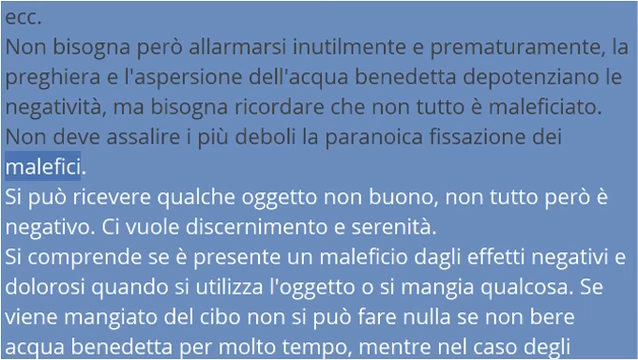 ecc.
Non bisogna però allarmarsi inutilmente e prematuramente, la
preghiera e l'aspersione dell'acqua benedetta depotenziano le
negatività, ma bisogna ricordare che non tutto è maleficiato.
Non deve assalire i più deboli la paranoica fissazione dei
malefici.
Si può ricevere qualche oggetto non buono, non tutto però è
negativo. Ci vuole discernimento e serenità.
Si comprende se è presente un maleficio dagli effetti negativi e
dolorosi quando si utilizza l'oggetto o si mangia qualcosa. Se
viene mangiato del cibo non si può fare nulla se non bere
acqua benedetta per molto tempo, mentre nel caso degli